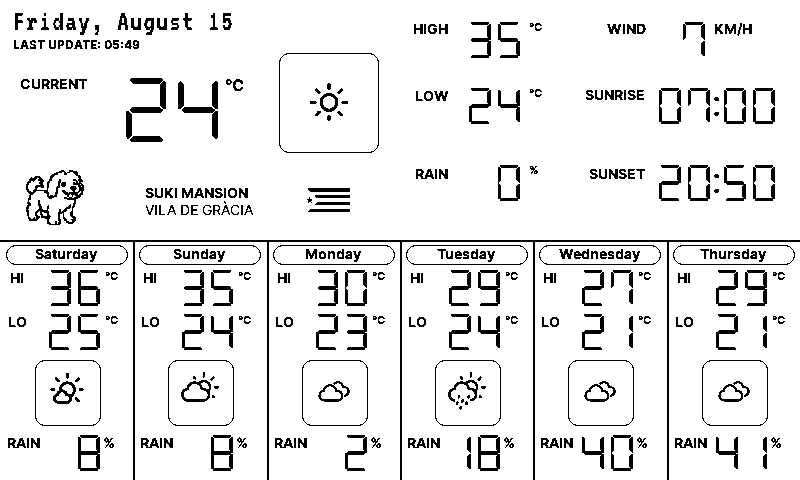 Friday, August 15
LAST UPDATE: 05:49
CURRENT 24 °C
HIGH 35 °C
WIND 7 KM/H
LOW 24 °C
SUNRISE 07:00
RAIN 0 %
SUNSET 20:50
SUKI MANSION
VILA DE GRÀCIA
Saturday
HI 36 °C
LO 25 °C
RAIN 8 %
Sunday
HI 35 °C
LO 24 °C
RAIN 8 %
Monday
HI 30 °C
LO 23 °C
RAIN 2 %
Tuesday
HI 29 °C
LO 24 °C
RAIN 18 %
Wednesday
HI 27 °C
LO 21 °C
RAIN 40 %
Thursday
HI 29 °C
LO 21 °C
RAIN 41 %